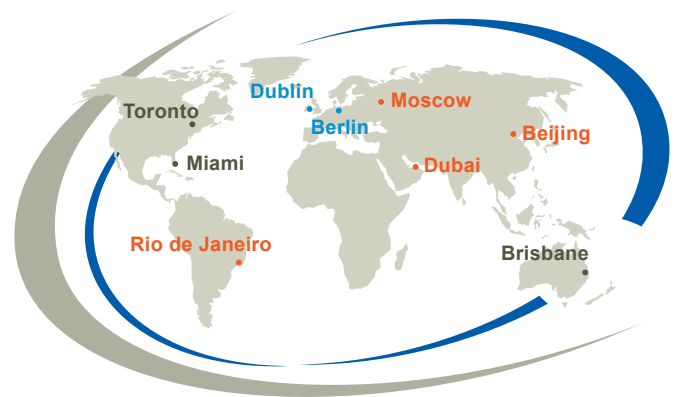 Dublin
Moscow
Toronto
Berlin
Beijing
Miami
Dubai
Rio de Janeiro
Brisbane